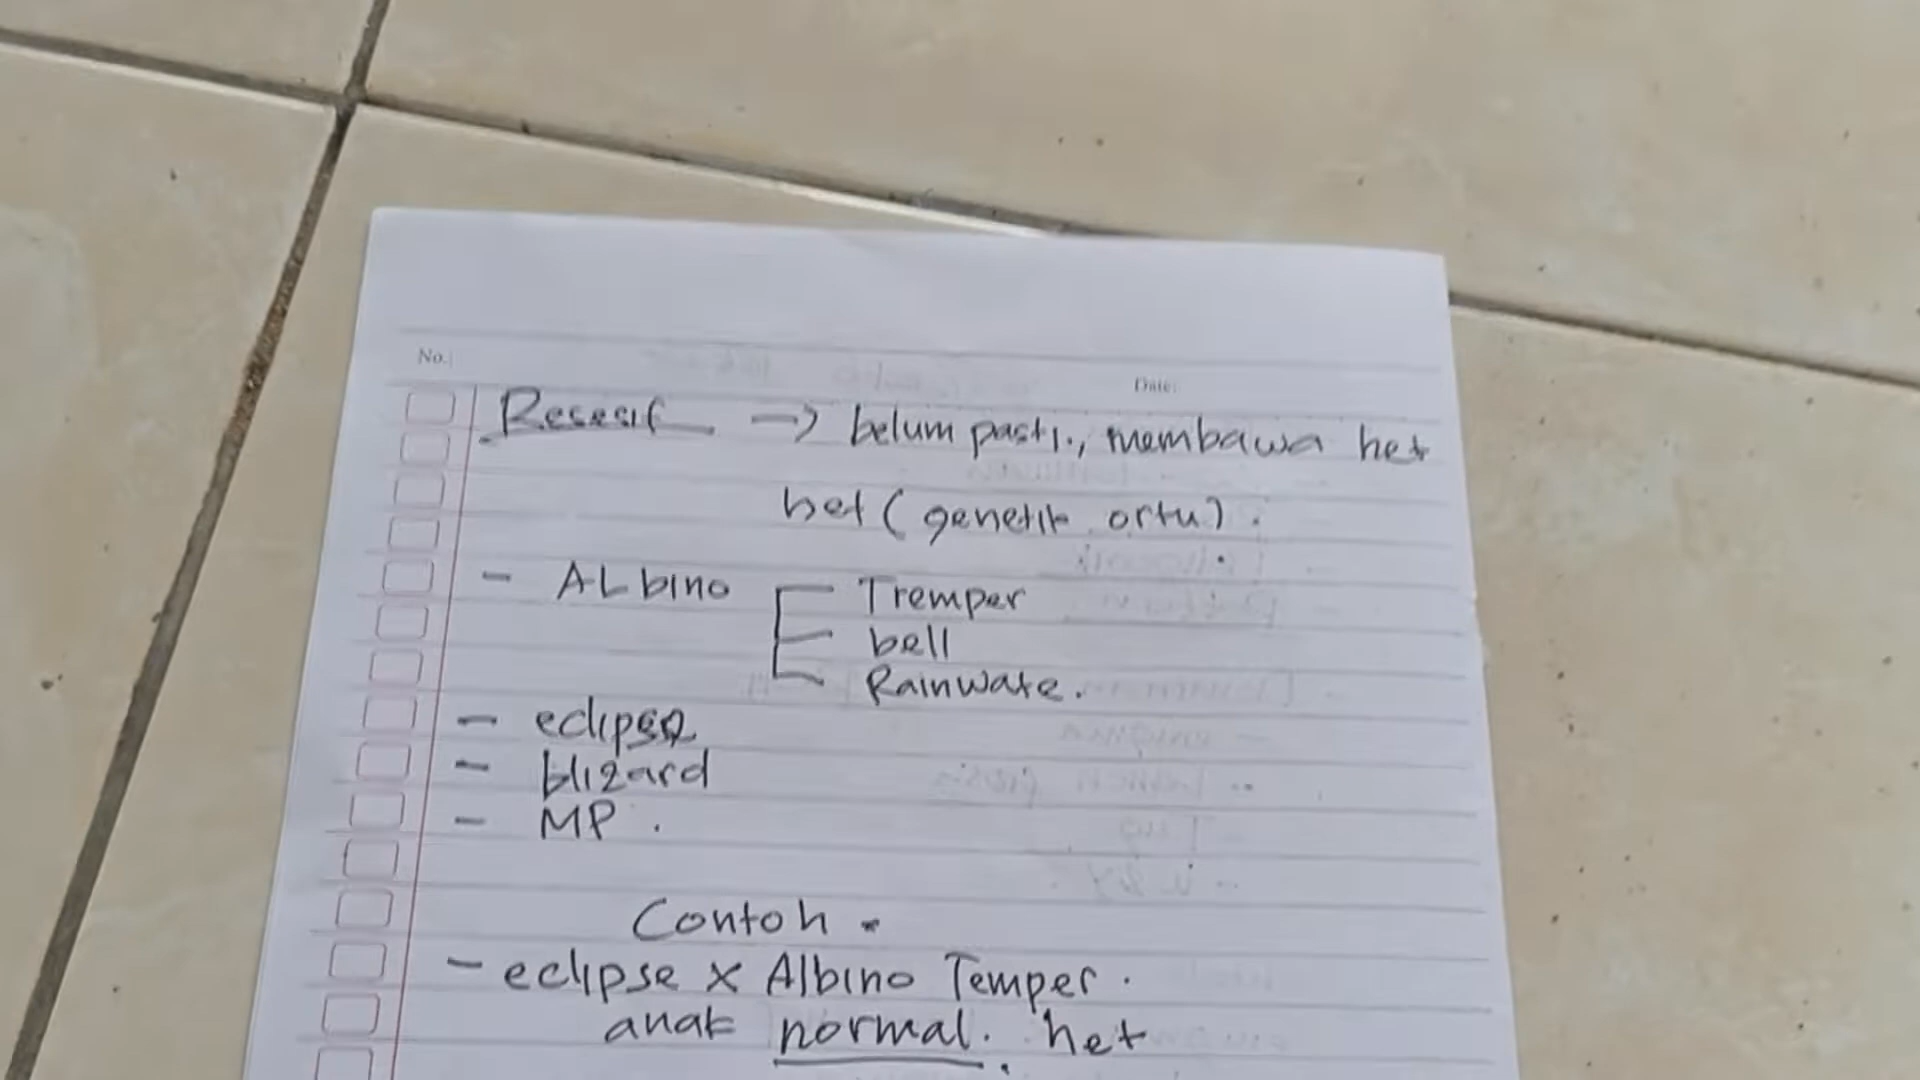 No.:
Date:
Resesif -> belum pasti., membawa het
het (genetik ortu).
- ALbino
Tremper
bell
Rainwate.
- eclipse
- blizard
- MP.
Contoh -
- eclipse x Albino Temper.
anak normal. het